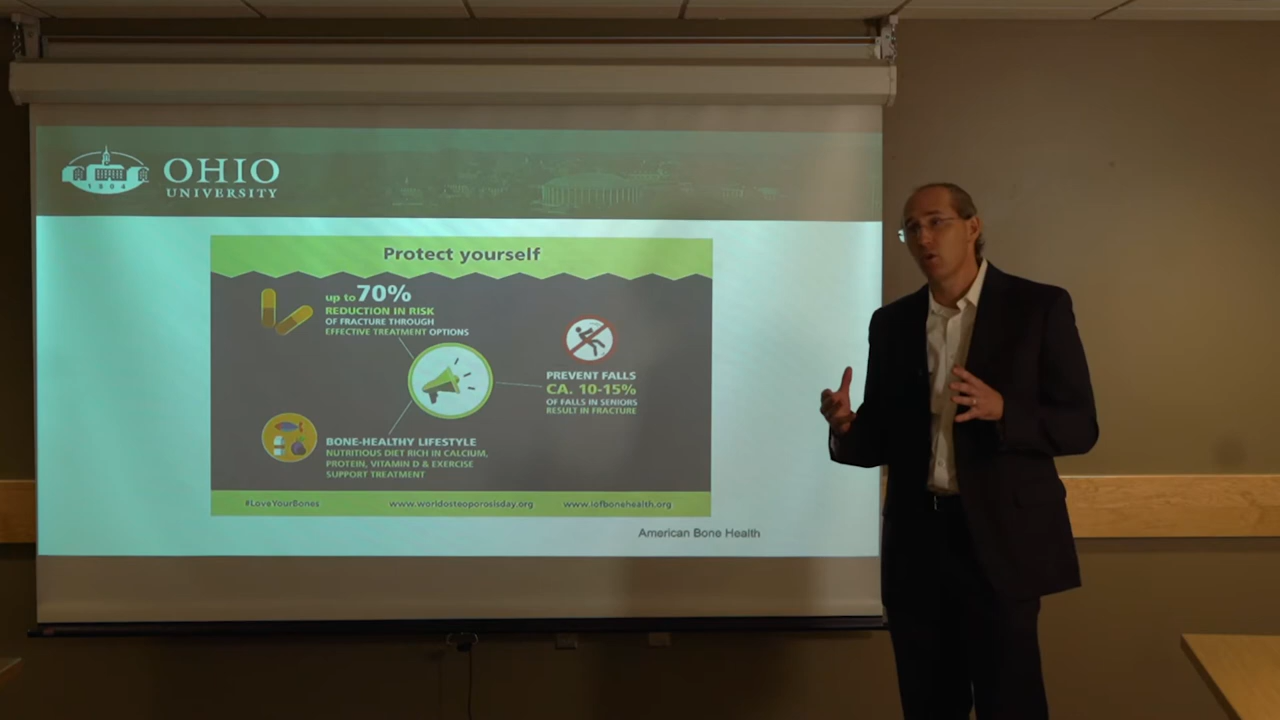 OHIO
UNIVERSITY
1804
Protect yourself
up to 70%
REDUCTION IN RISK
OF FRACTURE THROUGH
EFFECTIVE TREATMENT OPTIONS
PREVENT FALLS
CA. 10-15%
OF FALLS IN SENIORS
RESULT IN FRACTURE
BONE-HEALTHY LIFESTYLE
NUTRITIOUS DIET RICH IN CALCIUM,
PROTEIN, VITAMIN D & EXERCISE
SUPPORT TREATMENT
#LoveYourBones www.worldosteoporosisday.org www.iofbonehealth.org
American Bone Health